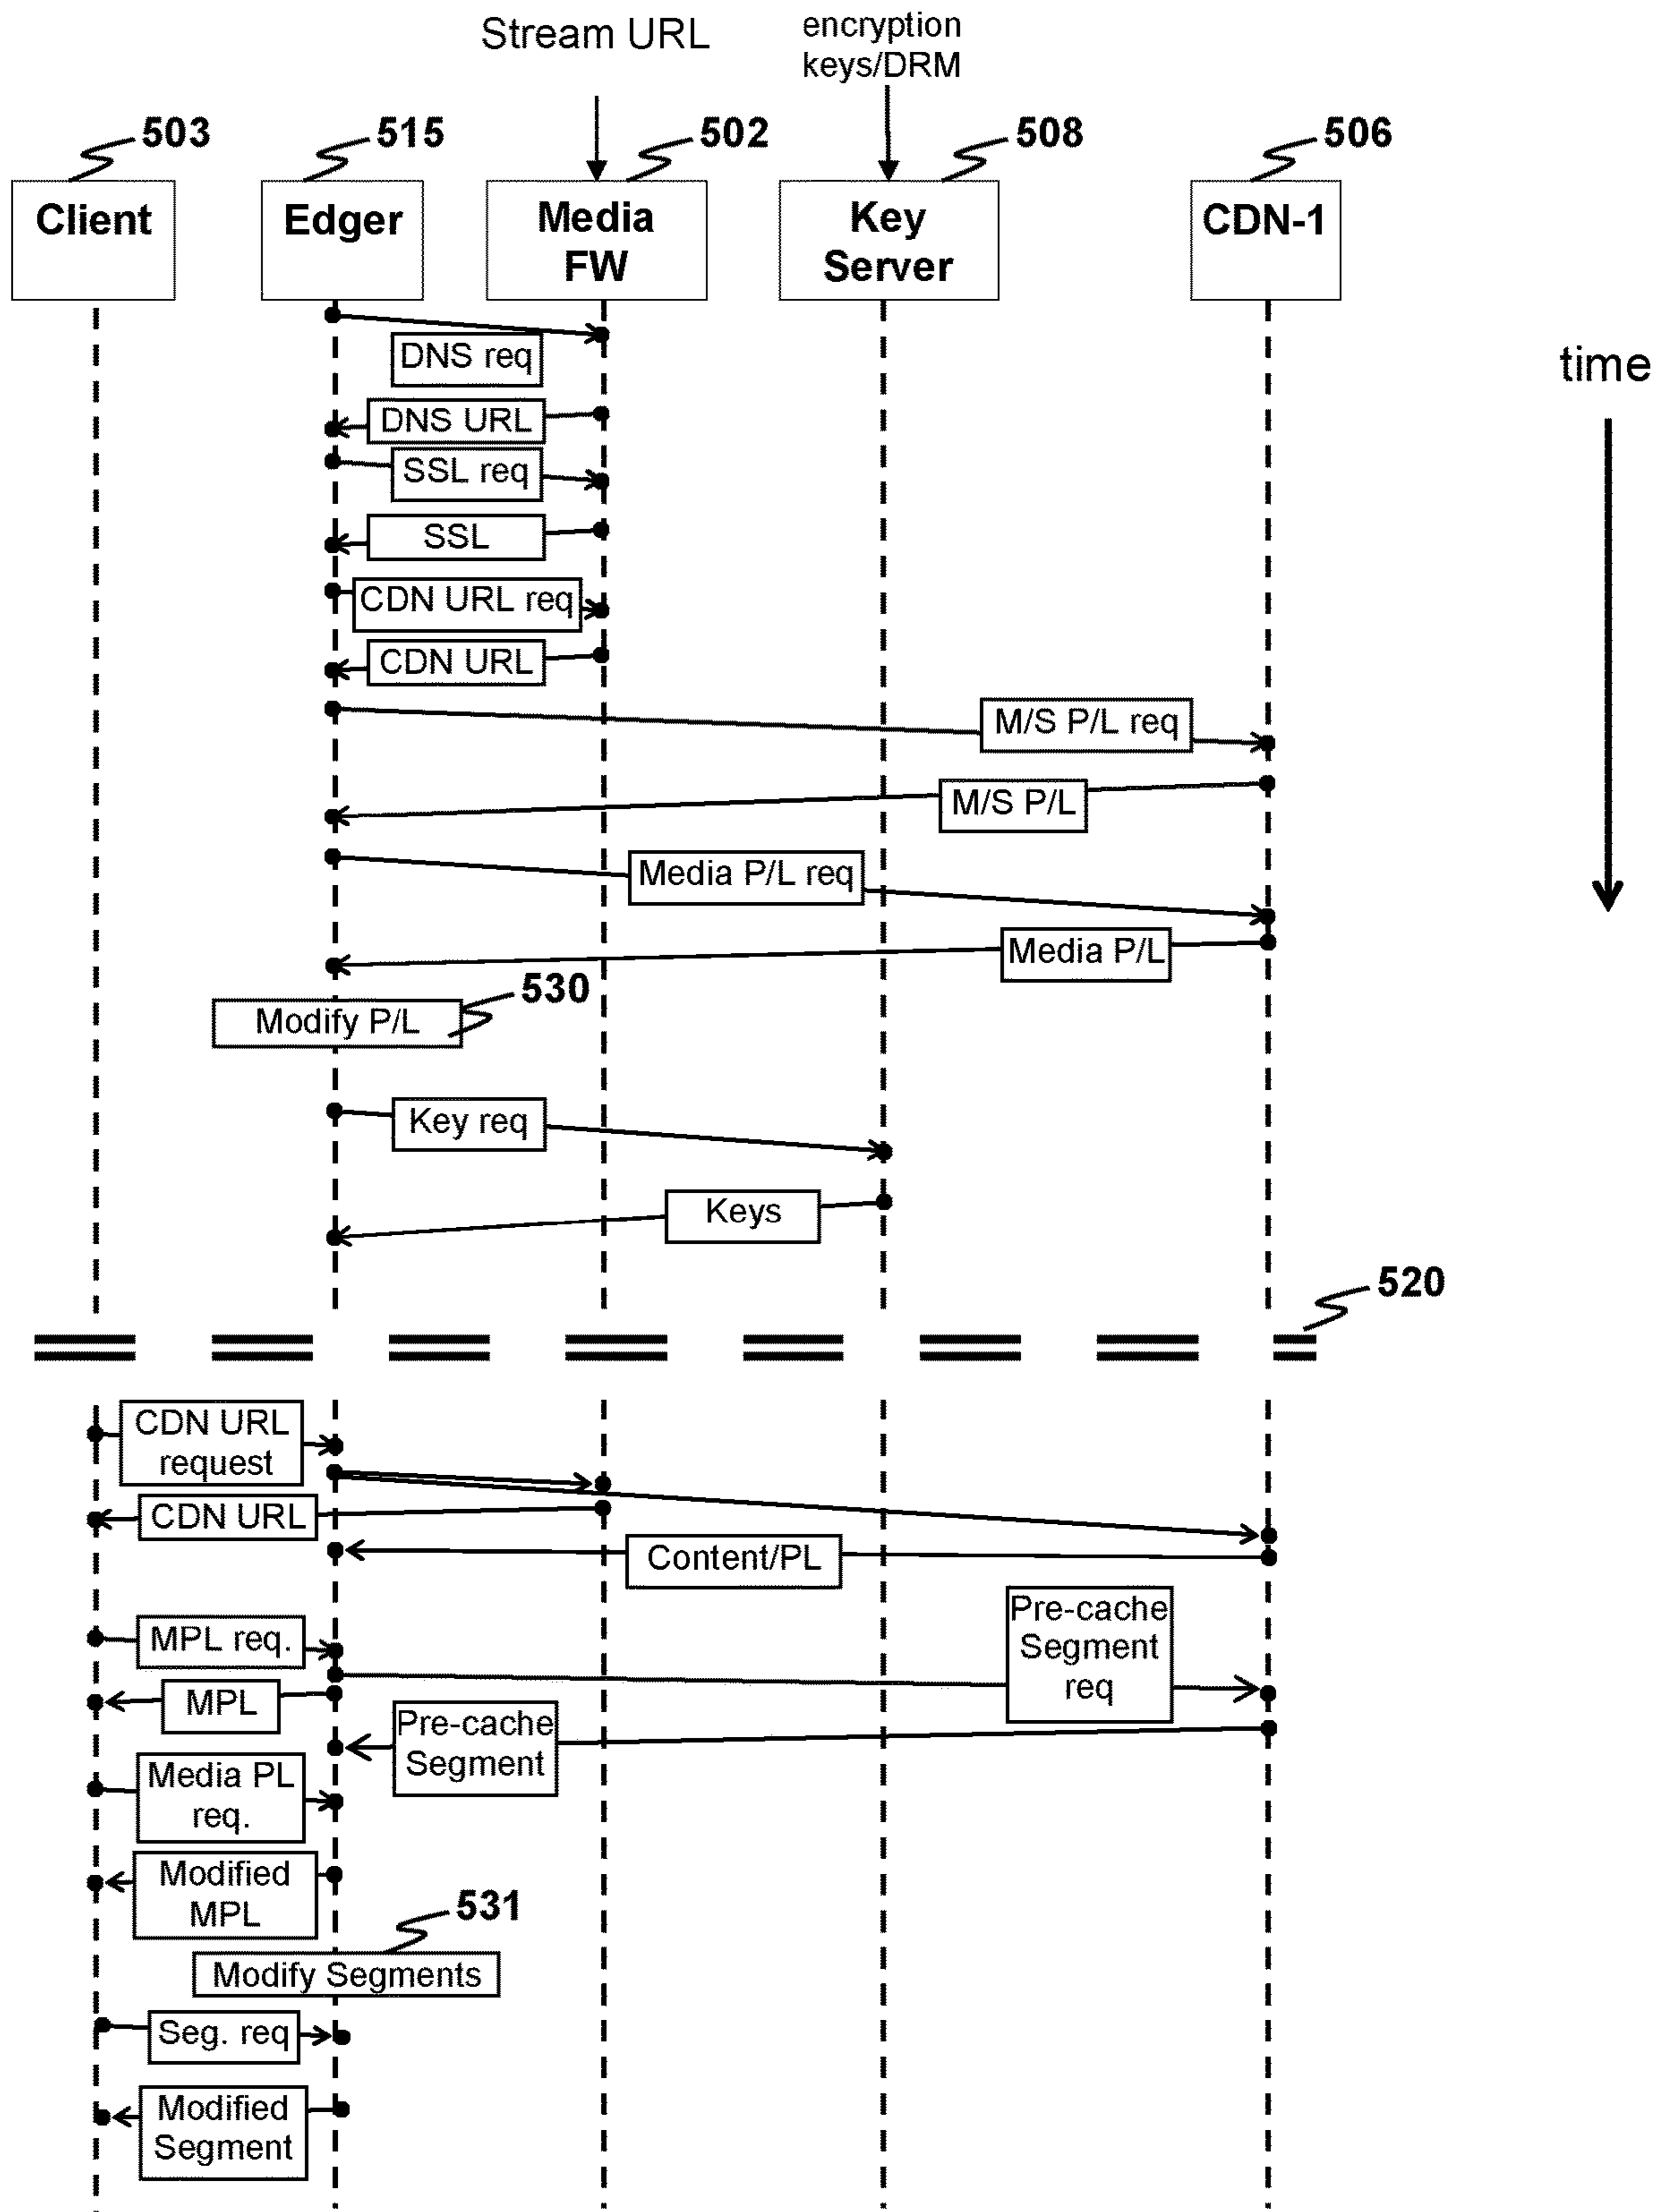 Stream URL
encryption
keys/DRM
503
515
502
508
506
Client
Edger
Media
FW
Key
Server
CDN-1
time
DNS req
DNS URL
SSL req
SSL
CDN URL req
CDN URL
M/S P/L req
M/S P/L
Media P/L req
Media P/L
530
Modify P/L
Key req
Keys
520
CDN URL
request
CDN URL
Content/PL
Pre-cache
Segment
req
MPL req.
MPL
Pre-cache
Segment
Media PL
req.
Modified
MPL
531
Modify Segments
Seg. req
Modified
Segment